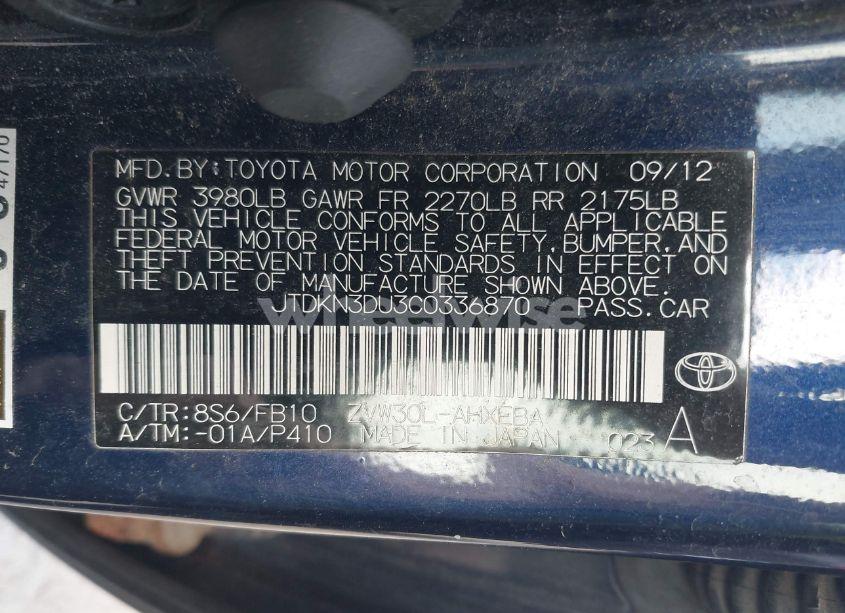 MFD.BY:TOYOTA MOTOR CORPORATION 09/12
GVWR 3980LB GAWR FR 2270LB RR 2175LB
THIS VEHICLE CONFORMS TO ALL APPLICABLE
FEDERAL MOTOR VEHICLE SAFETY,BUMPER,AND
THEFT PREVENTION STANDARDS IN EFFECT ON
THE DATE OF MANUFACTURE SHOWN ABOVE.
JTDKN3DU3C0336870 PASS.CAR
wheelwise
C/TR:8S6/FB10 ZVW30L-AHXEBA
A/TM:-01A/P410 MADE IN JAPAN 023 A
47170